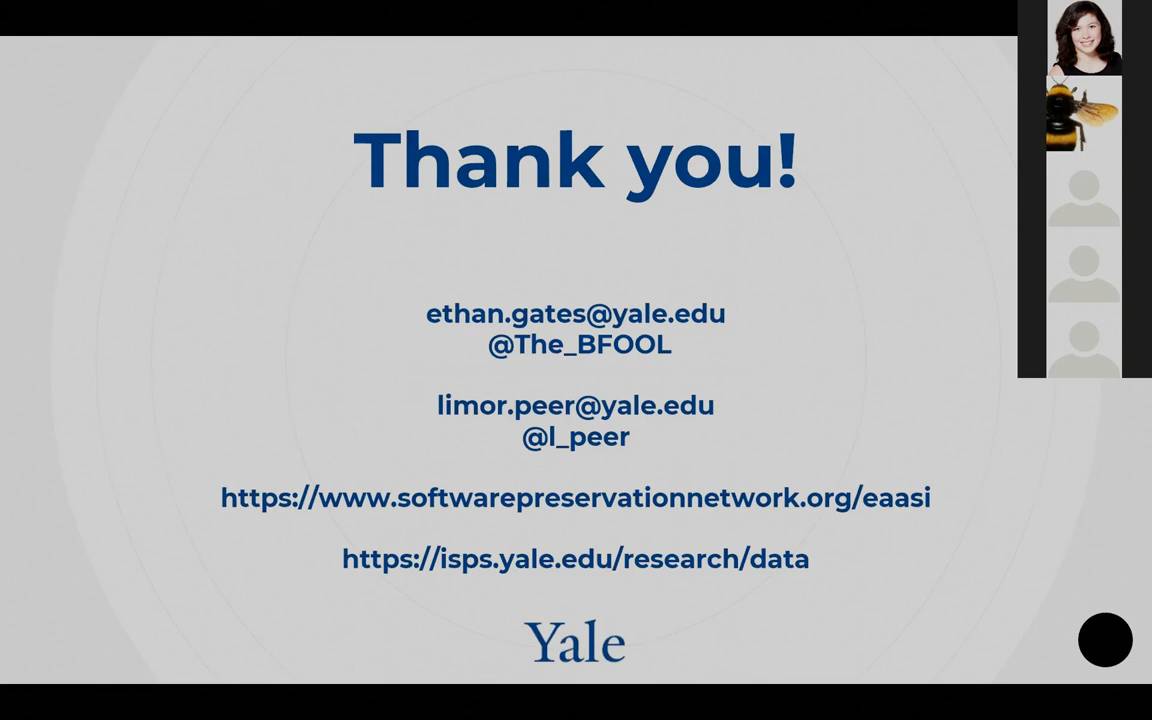 Thank you!
ethan.gates@yale.edu
@The_BFOOL
limor.peer@yale.edu
@l_peer
https://www.softwarepreservationnetwork.org/eaasi
https://isps.yale.edu/research/data
Yale